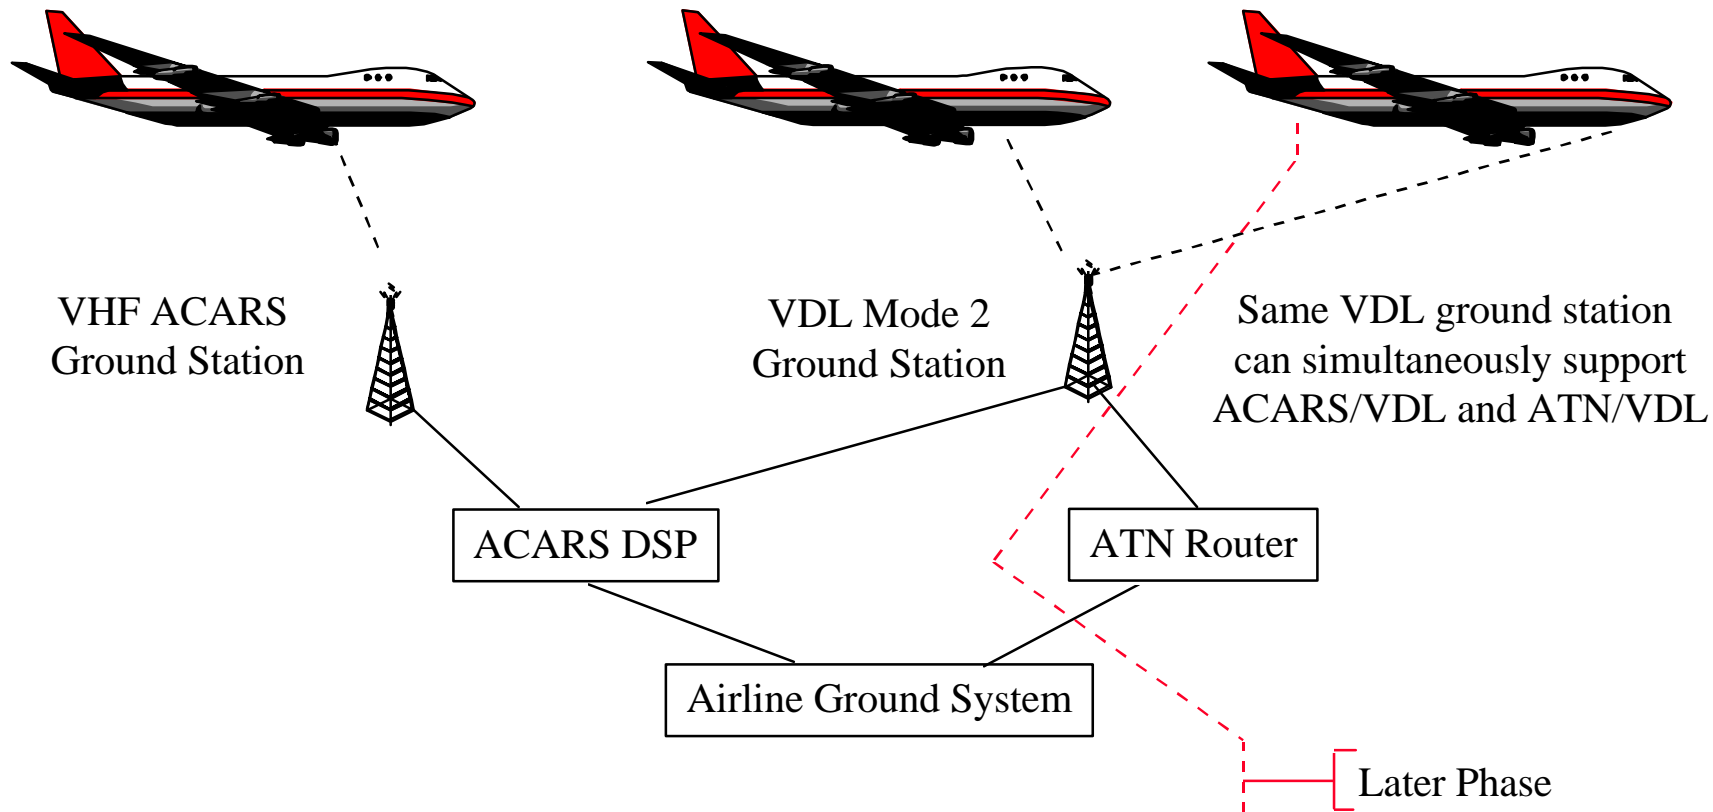 VHF ACARS
Ground Station
VDL Mode 2
Ground Station
Same VDL ground station
can simultaneously support
ACARS/VDL and ATN/VDL
ACARS DSP
ATN Router
Airline Ground System
Later Phase